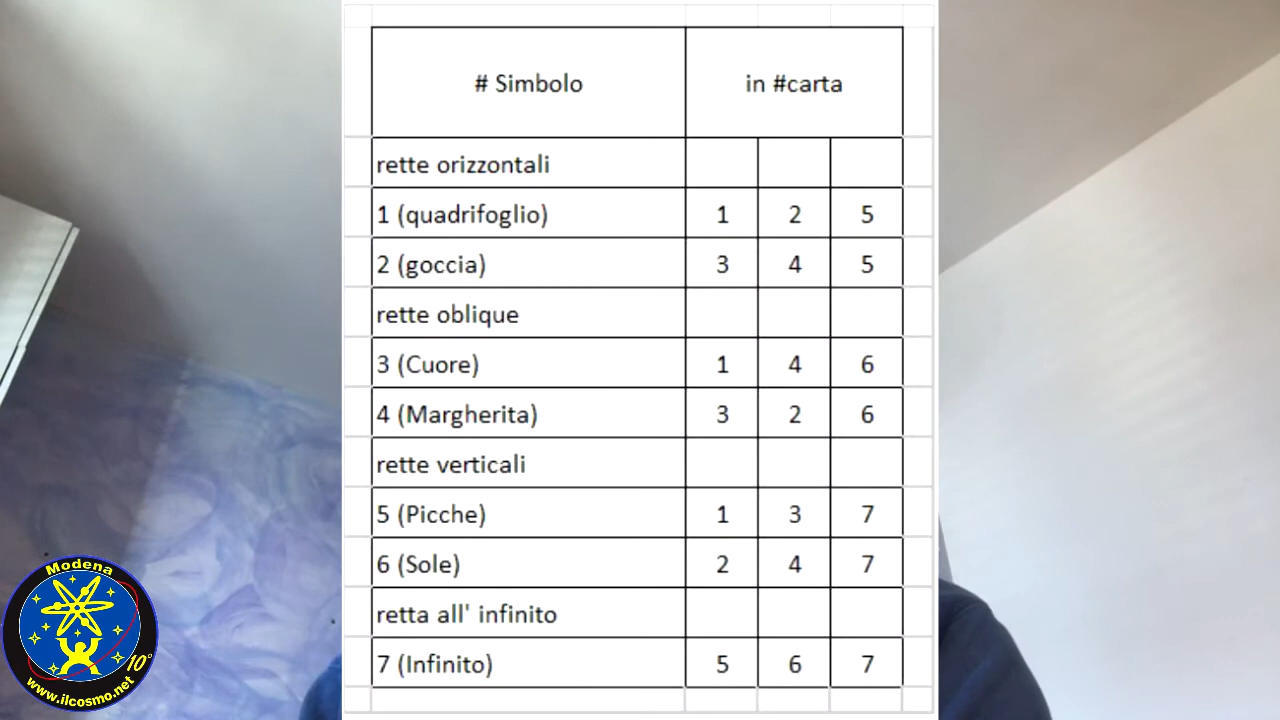 # Simbolo in #carta
rette orizzontali
1 (quadrifoglio) 1 2 5
2 (goccia) 3 4 5
rette oblique
3 (Cuore) 1 4 6
4 (Margherita) 3 2 6
rette verticali
5 (Picche) 1 3 7
6 (Sole) 2 4 7
retta all' infinito
7 (Infinito) 5 6 7
Modena
10°
www.ilcosmo.net